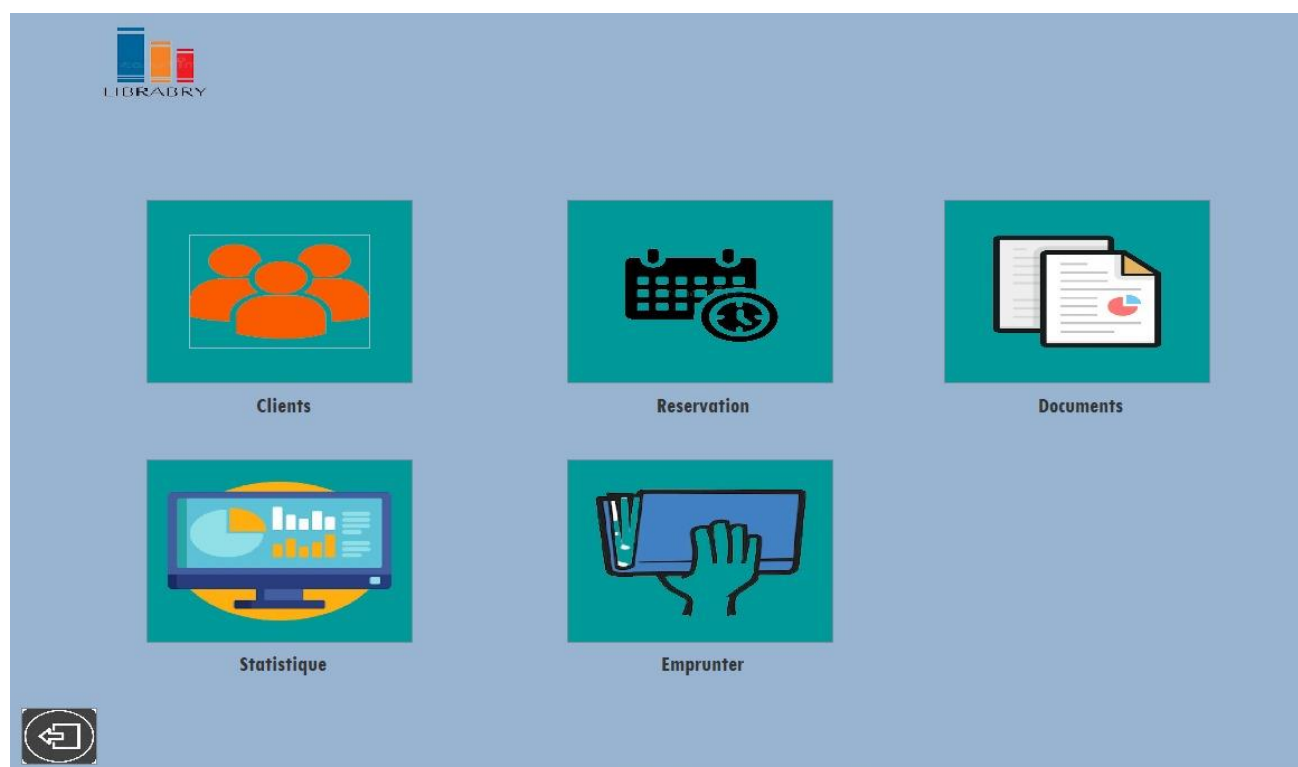 LIBRABRY
Clients
Reservation
Documents
Statistique
Emprunter